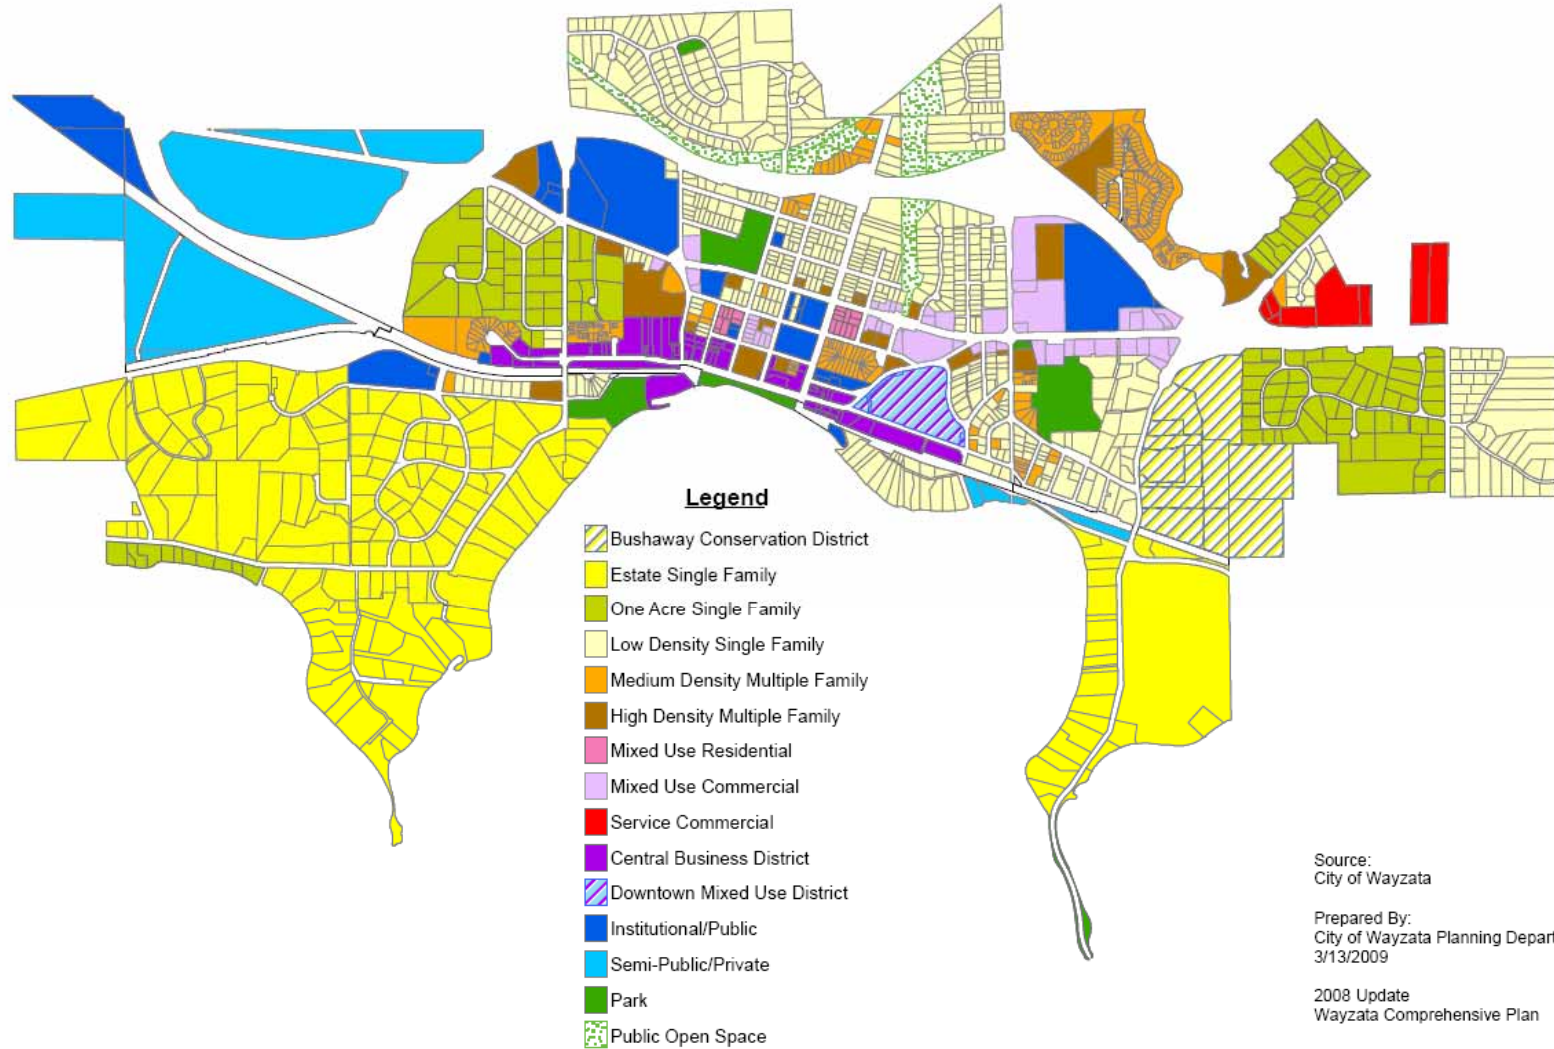 Legend
Bushaway Conservation District
Estate Single Family
One Acre Single Family
Low Density Single Family
Medium Density Multiple Family
High Density Multiple Family
Mixed Use Residential
Mixed Use Commercial
Service Commercial
Central Business District
Downtown Mixed Use District
Institutional/Public
Semi-Public/Private
Park
Public Open Space
Source:
City of Wayzata
Prepared By:
City of Wayzata Planning Depart
3/13/2009
2008 Update
Wayzata Comprehensive Plan